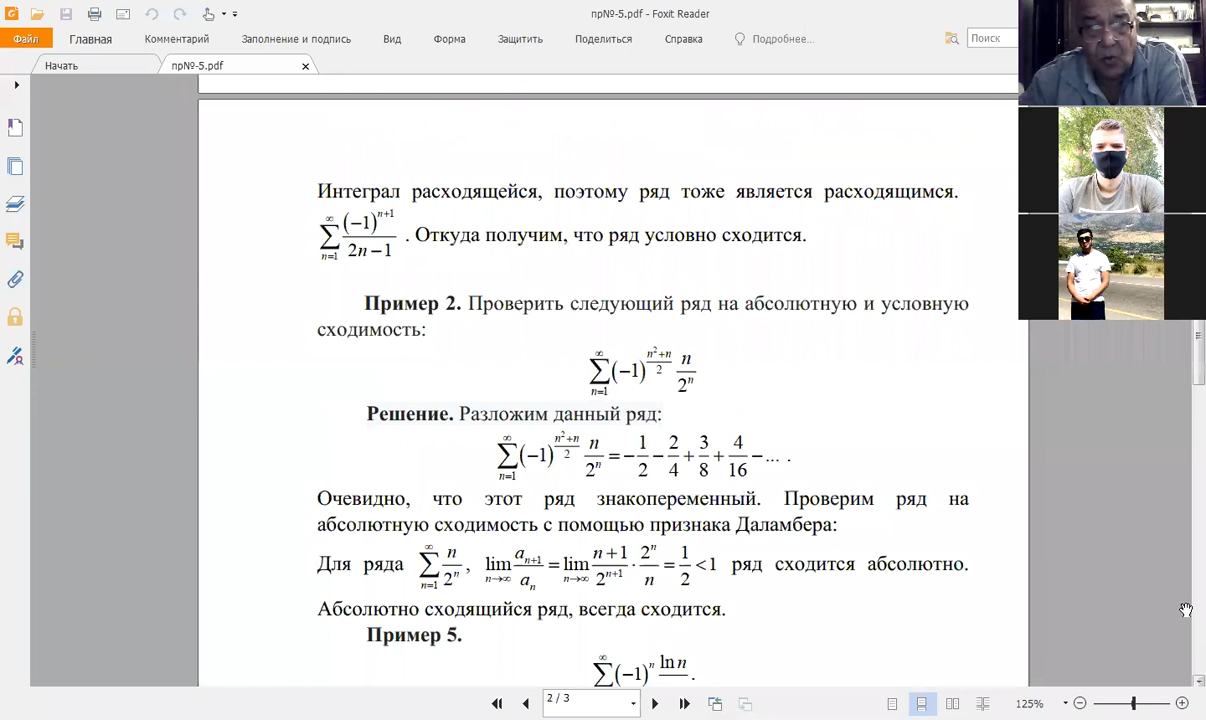 прNº-5.pdf - Foxit Reader
Файл Главная Комментарий Заполнение и подпись Вид Форма Защитить Поделиться Справка Подробнее... Поиск
Начать прNº-5.pdf
Интеграл расходящейся, поэтому ряд тоже является расходящимся.
∑_{n=1}^{∞} (−1)^{n+1}/(2n−1) . Откуда получим, что ряд условно сходится.
Пример 2. Проверить следующий ряд на абсолютную и условную
сходимость:
∑_{n=1}^{∞} (−1)^{(n²+n)/2} n/2ⁿ
Решение. Разложим данный ряд:
∑_{n=1}^{∞} (−1)^{(n²+n)/2} n/2ⁿ = −1/2 − 2/4 + 3/8 + 4/16 − ... .
Очевидно, что этот ряд знакопеременный. Проверим ряд на
абсолютную сходимость с помощью признака Даламбера:
Для ряда ∑_{n=1}^{∞} n/2ⁿ, lim_{n→∞} a_{n+1}/a_n = lim_{n→∞} (n+1)/2^{n+1} · 2ⁿ/n = 1/2 < 1 ряд сходится абсолютно.
Абсолютно сходящийся ряд, всегда сходится.
Пример 5.
∑(−1)ⁿ ln n .
2 / 3 125%